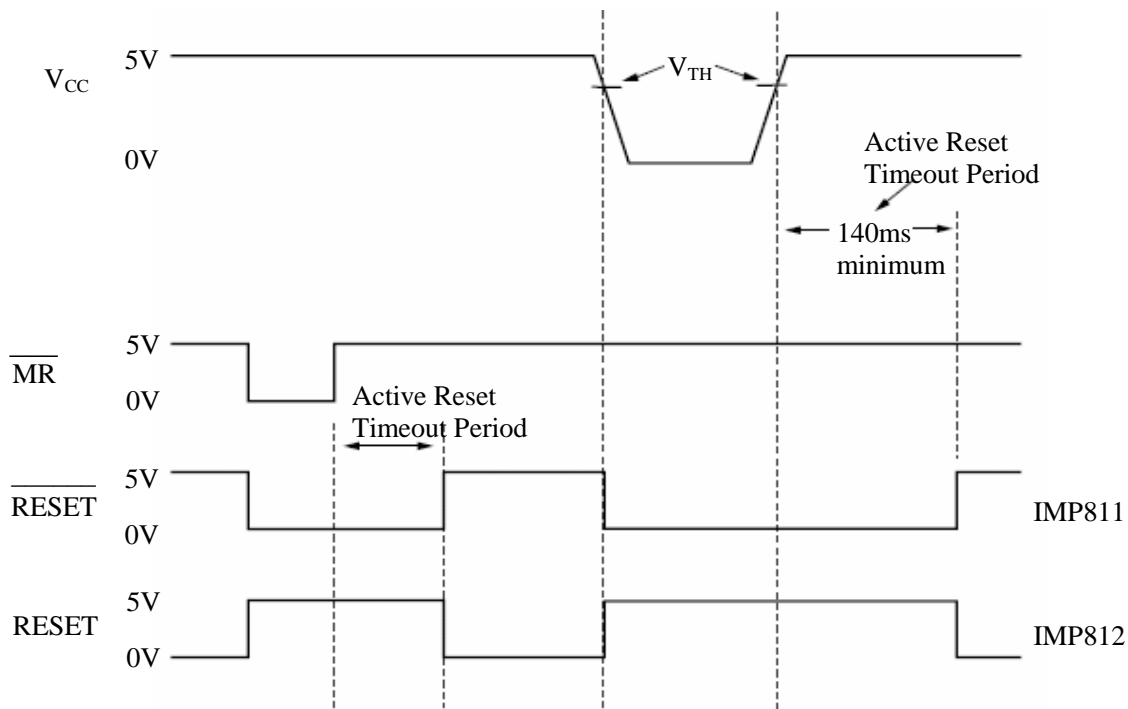 5V
V_CC
V_TH
0V
Active Reset
Timeout Period
140ms
minimum
5V
MR
0V
Active Reset
Timeout Period
5V
RESET
0V
IMP811
5V
RESET
0V
IMP812